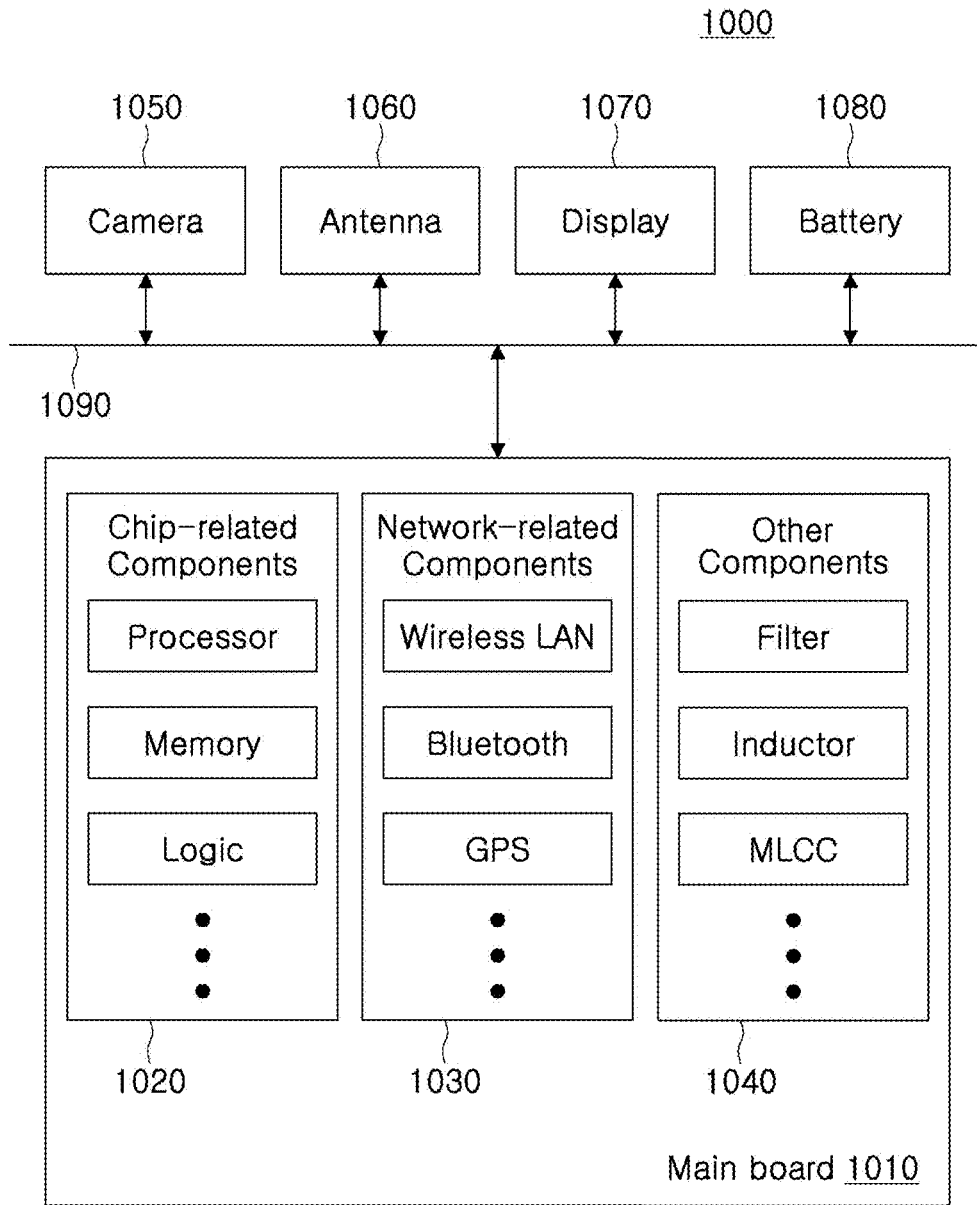 1000
1050
1060
1070
1080
Camera
Antenna
Display
Battery
1090
Chip-related
Components
Processor
Memory
Logic
Network-related
Components
Wireless LAN
Bluetooth
GPS
Other
Components
Filter
Inductor
MLCC
1020
1030
1040
Main board 1010